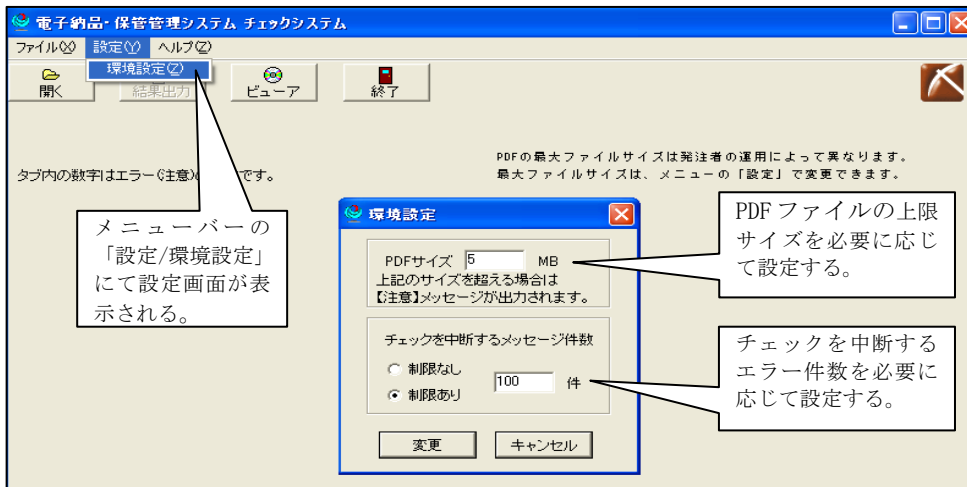 電子納品・保管管理システム チェックシステム
ファイル(X) 設定(Y) ヘルプ(Z)
環境設定(Z)
開く 結果出力 ビューア 終了
PDFの最大ファイルサイズは発注者の運用によって異なります。
最大ファイルサイズは、メニューの「設定」で変更できます。
タブ内の数字はエラー(注意) です。
メニューバーの
「設定/環境設定」
にて設定画面が表
示される。
環境設定
PDFサイズ 5 MB
上記のサイズを超える場合は
【注意】メッセージが出力されます。
チェックを中断するメッセージ件数
制限なし
制限あり
100 件
変更 キャンセル
PDFファイルの上限
サイズを必要に応じ
て設定する。
チェックを中断する
エラー件数を必要に
応じて設定する。